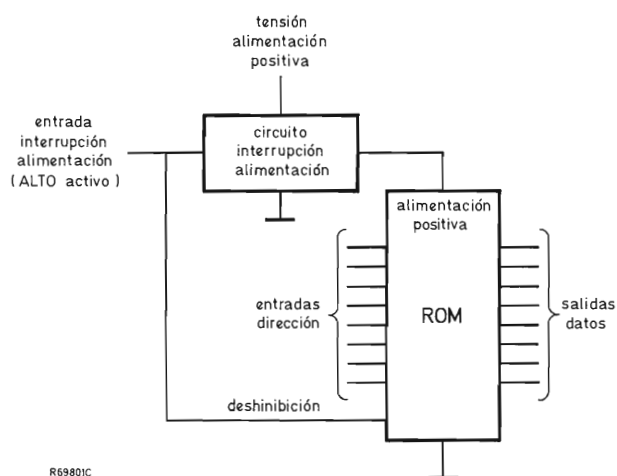 tensión
alimentación
positiva
entrada
interrupción
alimentación
( ALTO activo )
circuito
interrupción
alimentación
alimentación
positiva
entradas
dirección
ROM
salidas
datos
deshinibición
R69801C